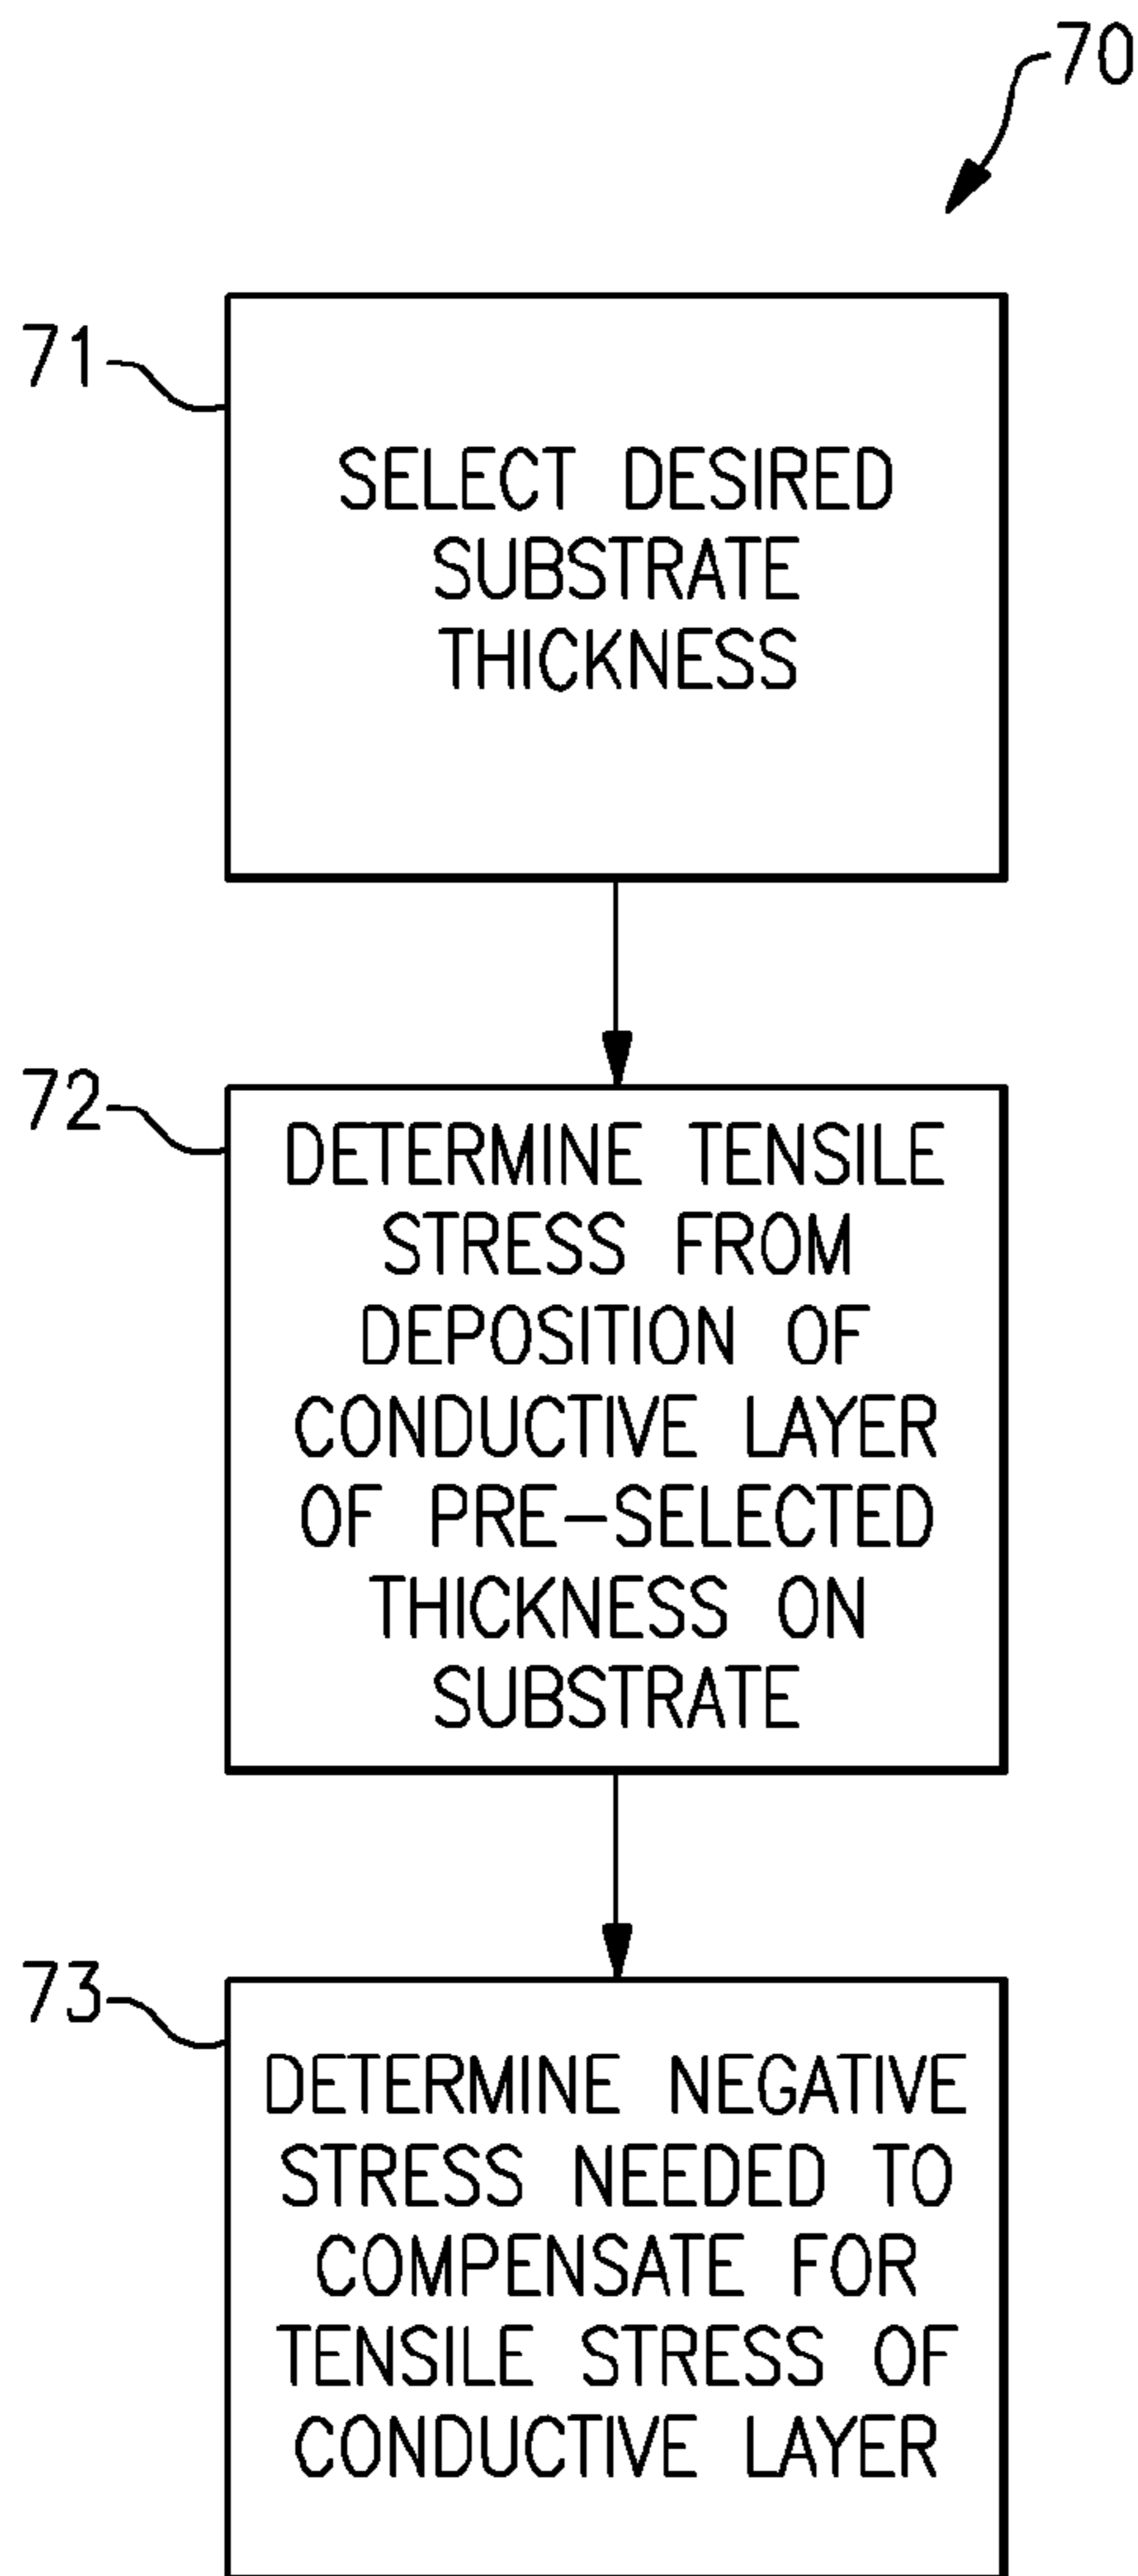 70
71
SELECT DESIRED
SUBSTRATE
THICKNESS
72
DETERMINE TENSILE
STRESS FROM
DEPOSITION OF
CONDUCTIVE LAYER
OF PRE-SELECTED
THICKNESS ON
SUBSTRATE
73
DETERMINE NEGATIVE
STRESS NEEDED TO
COMPENSATE FOR
TENSILE STRESS OF
CONDUCTIVE LAYER